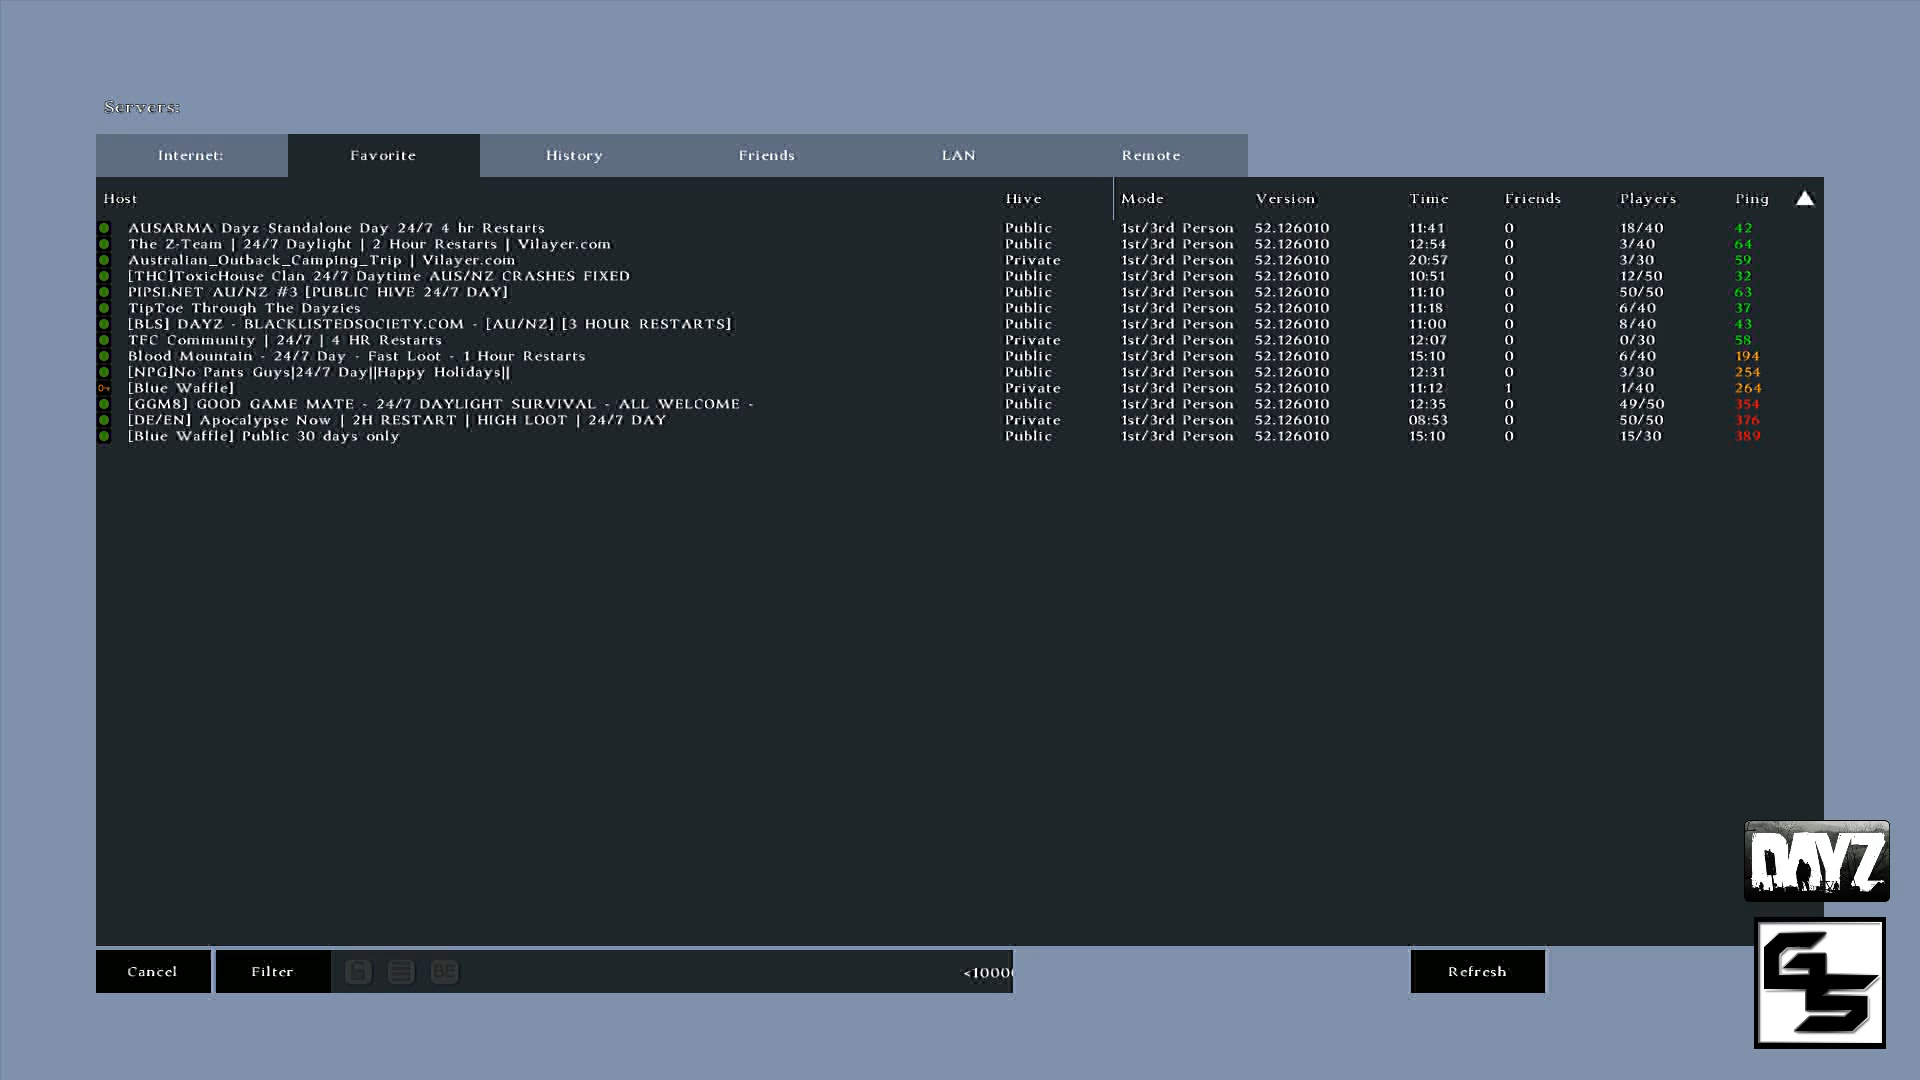 Servers:
Internet: Favorite History Friends LAN Remote
Host Hive Mode Version Time Friends Players Ping
AUSARMA Dayz Standalone Day 24/7 4 hr Restarts Public 1st/3rd Person 52.126010 11:41 0 18/40 42
The Z-Team | 24/7 Daylight | 2 Hour Restarts | Vilayer.com Public 1st/3rd Person 52.126010 12:54 0 3/40 64
Australian_Outback_Camping_Trip | Vilayer.com Private 1st/3rd Person 52.126010 20:57 0 3/30 59
[THC]ToxicHouse Clan 24/7 Daytime AUS/NZ CRASHES FIXED Public 1st/3rd Person 52.126010 10:51 0 12/50 32
PIPSI.NET AU/NZ #3 [PUBLIC HIVE 24/7 DAY] Public 1st/3rd Person 52.126010 11:10 0 50/50 63
TipToe Through The Dayzies Public 1st/3rd Person 52.126010 11:18 0 6/40 37
[BLS] DAYZ - BLACKLISTEDSOCIETY.COM - [AU/NZ] [3 HOUR RESTARTS] Public 1st/3rd Person 52.126010 11:00 0 8/40 43
TFC Community | 24/7 | 4 HR Restarts Private 1st/3rd Person 52.126010 12:07 0 0/30 58
Blood Mountain - 24/7 Day - Fast Loot - 1 Hour Restarts Public 1st/3rd Person 52.126010 15:10 0 6/40 194
[NPG]No Pants Guys|24/7 Day||Happy Holidays|| Public 1st/3rd Person 52.126010 12:31 0 3/30 254
[Blue Waffle] Private 1st/3rd Person 52.126010 11:12 1 1/40 264
[GGM8] GOOD GAME MATE - 24/7 DAYLIGHT SURVIVAL - ALL WELCOME - Public 1st/3rd Person 52.126010 12:35 0 49/50 354
[DE/EN] Apocalypse Now | 2H RESTART | HIGH LOOT | 24/7 DAY Private 1st/3rd Person 52.126010 08:53 0 50/50 376
[Blue Waffle] Public 30 days only Public 1st/3rd Person 52.126010 15:10 0 15/30 389
DAYZ
Cancel Filter BE <10000 Refresh
GS